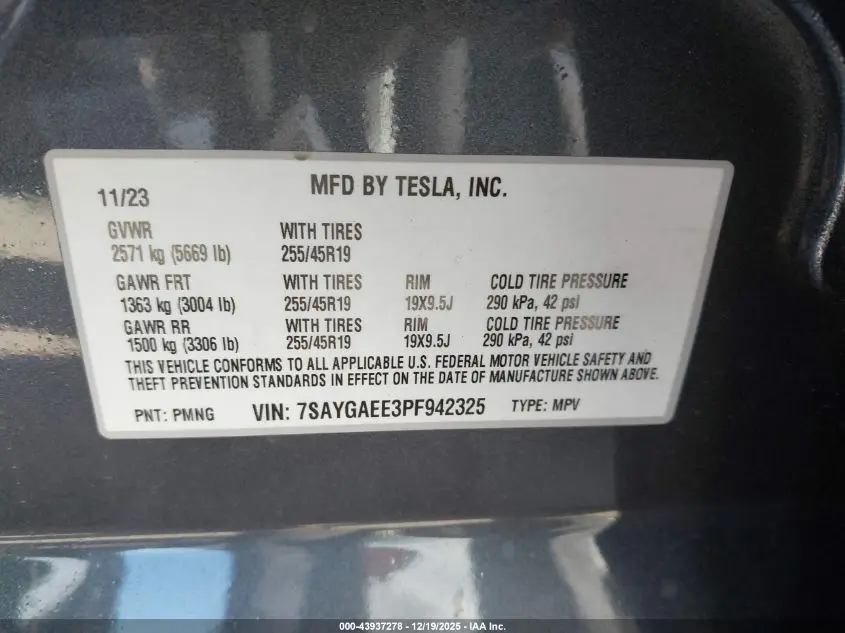 MFD BY TESLA, INC.
11/23
GVWR WITH TIRES
2571 kg (5669 lb) 255/45R19
GAWR FRT WITH TIRES RIM COLD TIRE PRESSURE
1363 kg (3004 lb) 255/45R19 19X9.5J 290 kPa, 42 psi
GAWR RR WITH TIRES RIM COLD TIRE PRESSURE
1500 kg (3306 lb) 255/45R19 19X9.5J 290 kPa, 42 psi
THIS VEHICLE CONFORMS TO ALL APPLICABLE U.S. FEDERAL MOTOR VEHICLE SAFETY AND
THEFT PREVENTION STANDARDS IN EFFECT ON THE DATE OF MANUFACTURE SHOWN ABOVE.
PNT: PMNG VIN: 7SAYGAEE3PF942325 TYPE: MPV
000-43937278 - 12/19/2025 - IAA Inc.